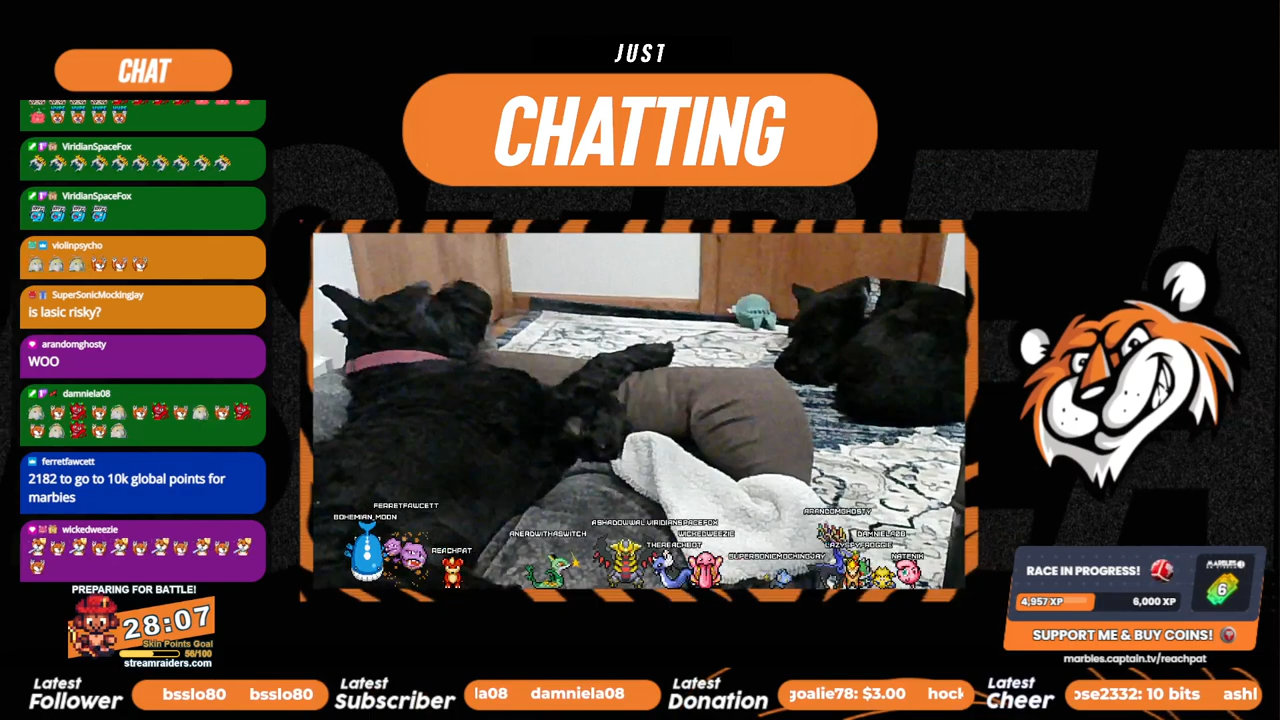 CHAT
ViridianSpaceFox
ViridianSpaceFox
violinpsycho
SuperSonicMockingJay
is lasic risky?
arandomghosty
WOO
damniela08
ferretfawcett
2182 to go to 10k global points for
marbies
wickedweezie
PREPARING FOR BATTLE!
28:07
Skin Points Goal
56/100
streamraiders.com
JUST
CHATTING
FERRETFAWCETT
BOHEMIAN_MOON
REACHPAT
ANERDWITHASWITCH
VIRIDIANSPACEFOX
WICKEDWEEZIE
THEREACHBOT
SUPERSONICMOCKINGJAY
ARANDOMGHOSTY
DAMNIELA08
LAZYSPYFROGGIE
NATENIK
RACE IN PROGRESS!
4,957 XP
6,000 XP
6
SUPPORT ME & BUY COINS!
marbles.captain.tv/reachpat
Latest
Follower
bsslo80 bsslo80
Latest
Subscriber
la08 damniela08
Latest
Donation
goalie78: $3.00 hock
Latest
Cheer
ose2332: 10 bits ashl